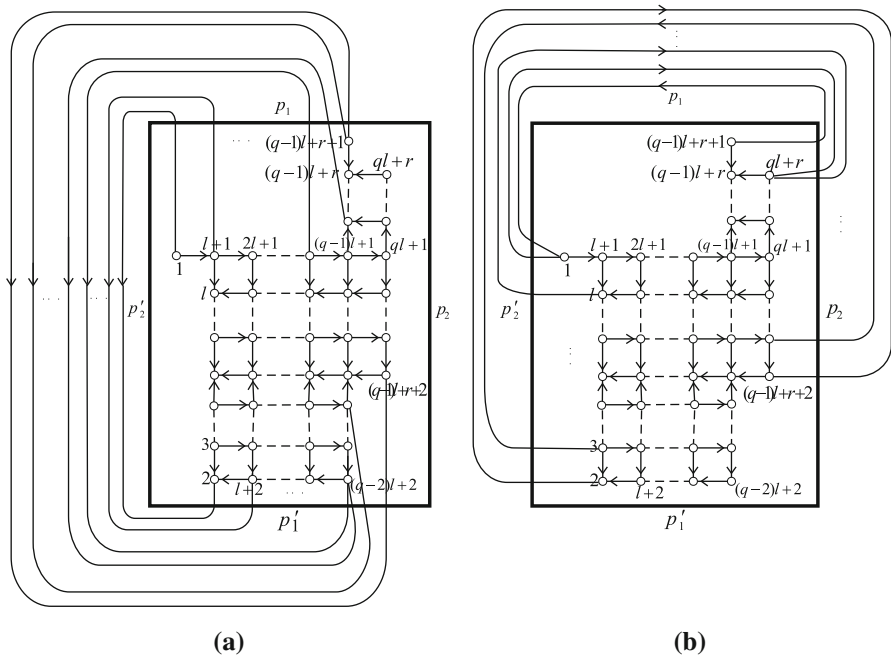 p₁
(q−1)l+r+1
(q−1)l+r
ql+r
l+1 2l+1 (q−1)l+1 ql+1
1
l
p′₂
p₂
(q−1)l+r+2
3
2
l+2
(q−2)l+2
p′₁
(a)
p₁
(q−1)l+r+1
(q−1)l+r
ql+r
l+1 2l+1 (q−1)l+1 ql+1
1
l
p′₂
p₂
(q−1)l+r+2
3
2
l+2
(q−2)l+2
p′₁
(b)